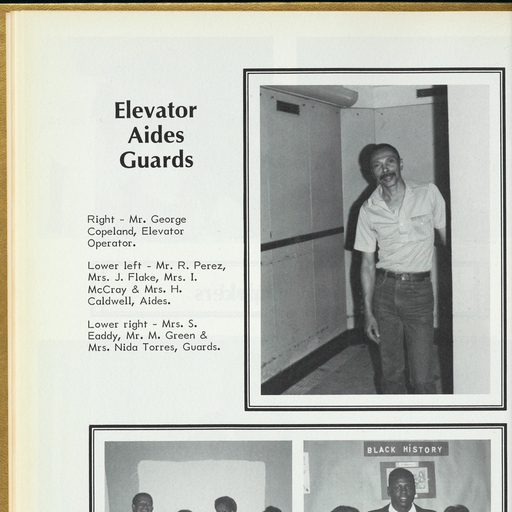 Elevator
Aides
Guards
Right - Mr. George
Copeland, Elevator
Operator.
Lower left - Mr. R. Perez,
Mrs. J. Flake, Mrs. I.
McCray & Mrs. H.
Caldwell, Aides.
Lower right - Mrs. S.
Eaddy, Mr. M. Green &
Mrs. Nida Torres, Guards.
BLACK HISTORY